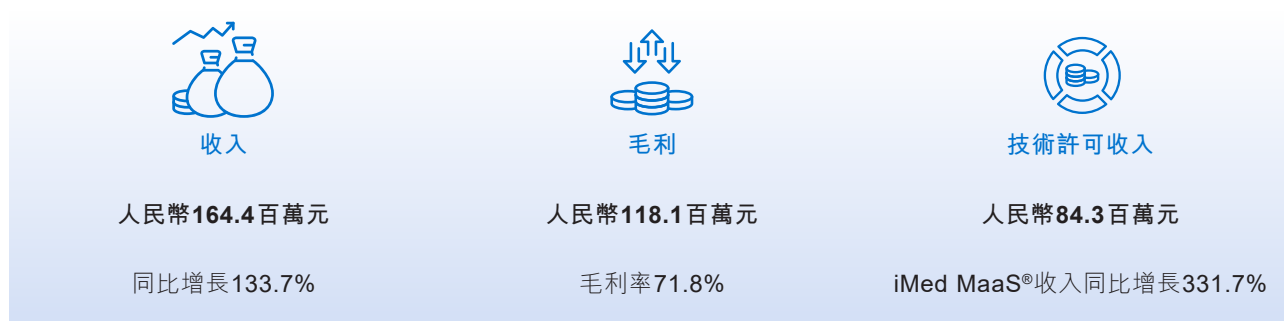 收入
毛利
技術許可收入
人民幣164.4百萬元
人民幣118.1百萬元
人民幣84.3百萬元
同比增長133.7%
毛利率71.8%
iMed MaaS®收入同比增長331.7%